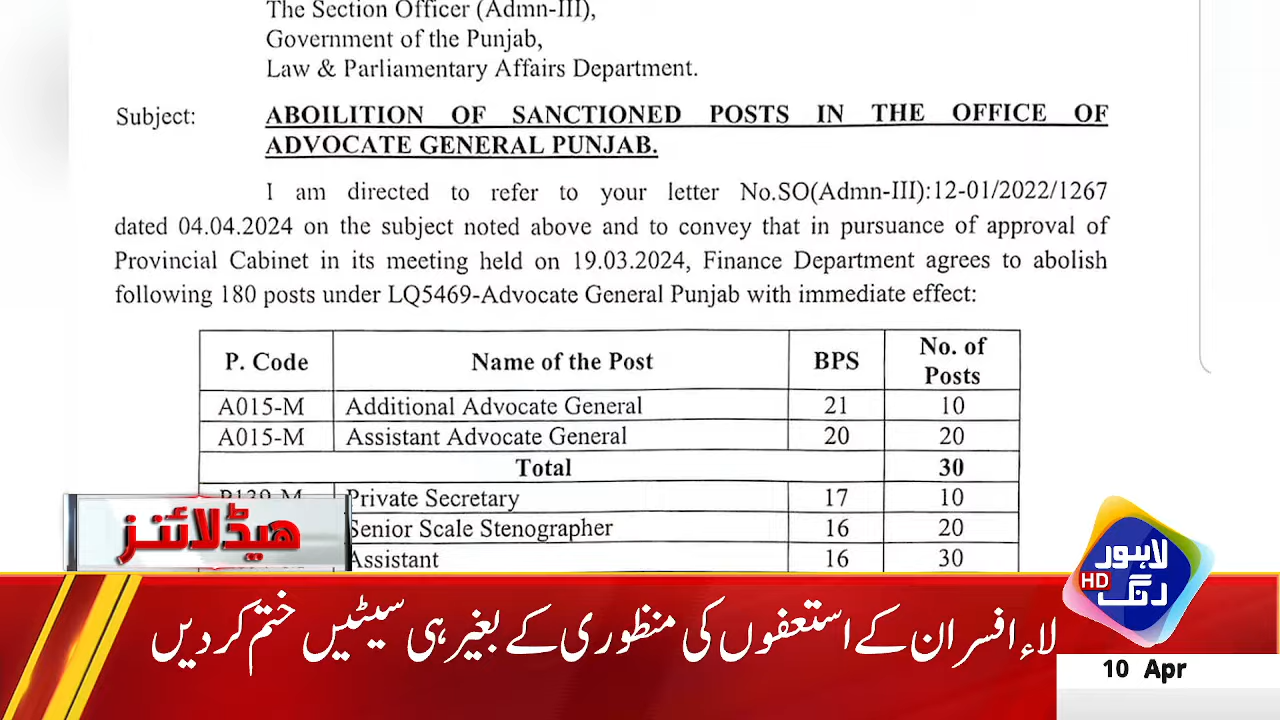 The Section Officer (Admn-III),
Government of the Punjab,
Law & Parliamentary Affairs Department.
Subject: ABOILITION OF SANCTIONED POSTS IN THE OFFICE OF
ADVOCATE GENERAL PUNJAB.
I am directed to refer to your letter No.SO(Admn-III):12-01/2022/1267
dated 04.04.2024 on the subject noted above and to convey that in pursuance of approval of
Provincial Cabinet in its meeting held on 19.03.2024, Finance Department agrees to abolish
following 180 posts under LQ5469-Advocate General Punjab with immediate effect:
P. Code Name of the Post BPS No. of Posts
A015-M Additional Advocate General 21 10
A015-M Assistant Advocate General 20 20
Total 30
P139-M Private Secretary 17 10
Senior Scale Stenographer 16 20
Assistant 16 30
ہیڈلائنز
لاہور
رنگ HD
لاء افسران کے استعفوں کی منظوری کے بغیر ہی سیٹیں ختم کر دیں
10 Apr